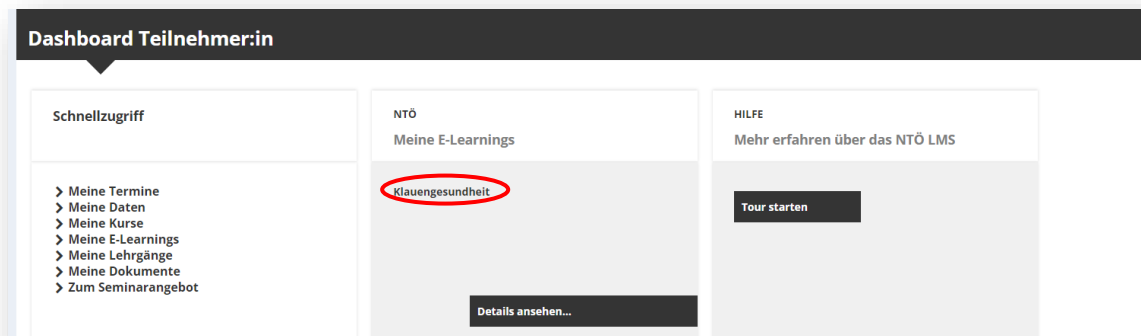 Dashboard Teilnehmer:in
Schnellzugriff
Meine Termine
Meine Daten
Meine Kurse
Meine E-Learnings
Meine Lehrgänge
Meine Dokumente
Zum Seminarangebot
NTÖ
Meine E-Learnings
Klauengesundheit
Details ansehen...
HILFE
Mehr erfahren über das NTÖ LMS
Tour starten